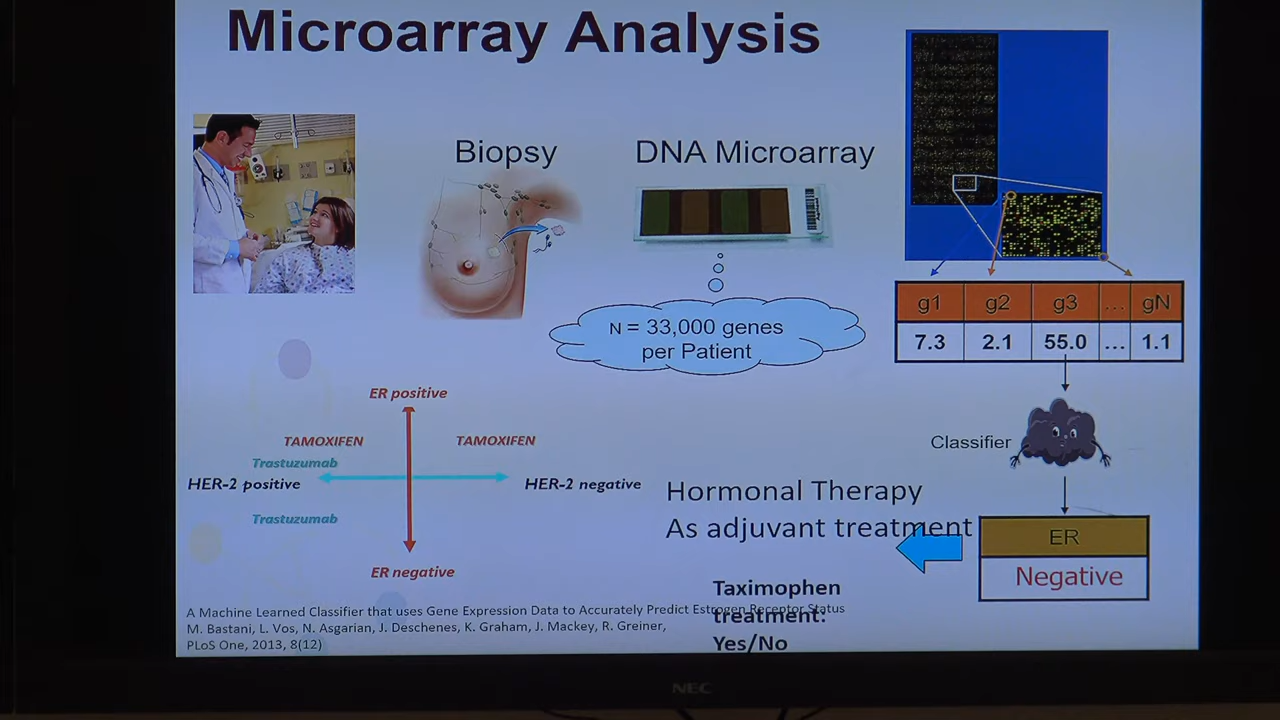 Microarray Analysis
Biopsy
DNA Microarray
N = 33,000 genes
per Patient
g1 g2 g3 ... gN
7.3 2.1 55.0 ... 1.1
Classifier
ER
Negative
ER positive
TAMOXIFEN TAMOXIFEN
Trastuzumab
HER-2 positive HER-2 negative
Trastuzumab
ER negative
Hormonal Therapy
As adjuvant treatment
Taximophen
treatment:
Yes/No
A Machine Learned Classifier that uses Gene Expression Data to Accurately Predict Estrogen Receptor Status
M. Bastani, L. Vos, N. Asgarian, J. Deschenes, K. Graham, J. Mackey, R. Greiner,
PLoS One, 2013, 8(12)
NEC